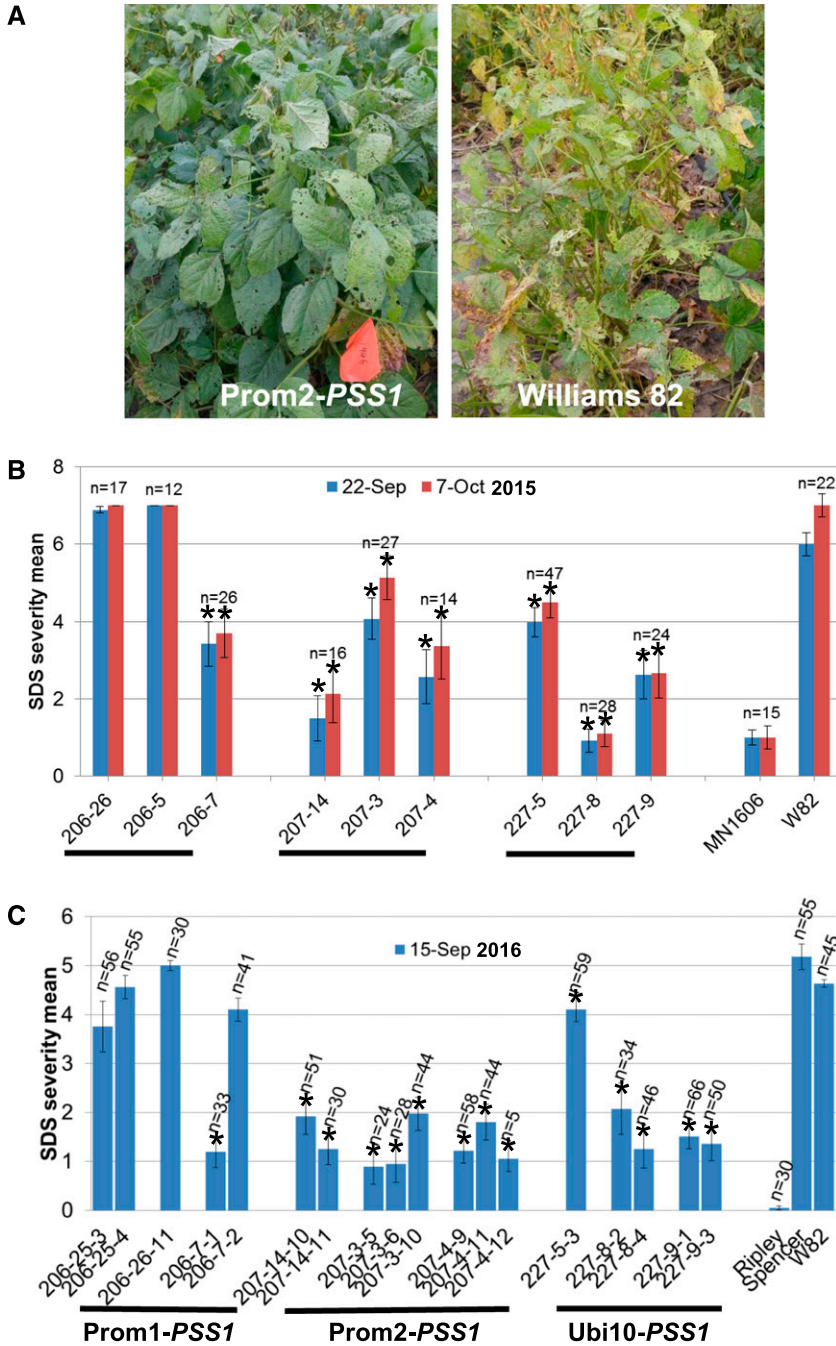 A
Prom2-PSS1
Williams 82
B
SDS severity mean
8
6
4
2
0
22-Sep 7-Oct 2015
n=17
n=12
n=26
n=16
n=27
n=14
n=47
n=28
n=24
n=15
n=22
206-26
206-5
206-7
207-14
207-3
207-4
227-5
227-8
227-9
MN1606
W82
C
SDS severity mean
6
5
4
3
2
1
0
15-Sep 2016
n=56
n=55
n=30
n=33
n=41
n=51
n=30
n=24
n=28
n=44
n=58
n=44
n=5
n=59
n=34
n=46
n=66
n=50
n=30
n=55
n=45
206-25-3
206-25-4
206-26-11
206-7-1
206-7-2
207-14-10
207-14-11
207-3-5
207-3-6
207-3-10
207-4-9
207-4-11
207-4-12
227-5-3
227-8-2
227-8-4
227-9-1
227-9-3
Ripley
Spencer
W82
Prom1-PSS1
Prom2-PSS1
Ubi10-PSS1